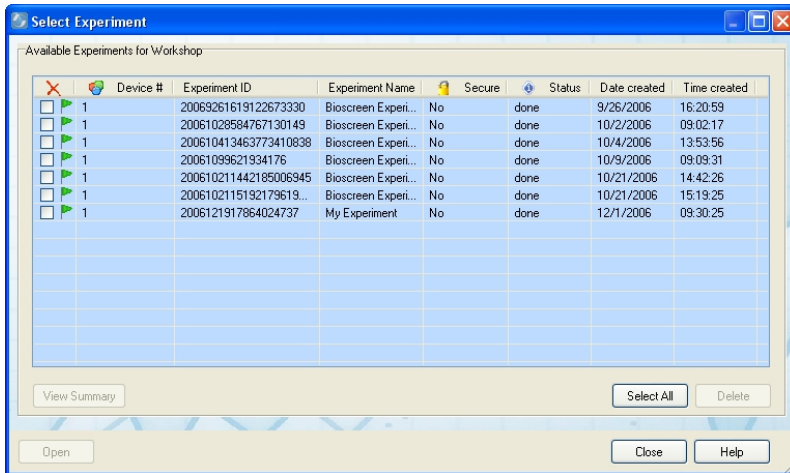 Select Experiment
Available Experiments for Workshop
Device # Experiment ID Experiment Name Secure Status Date created Time created
1 20069261619122673330 Bioscreen Experi... No done 9/26/2006 16:20:59
1 20061028584767130149 Bioscreen Experi... No done 10/2/2006 09:02:17
1 200610413463773410838 Bioscreen Experi... No done 10/4/2006 13:53:56
1 20061099621934176 Bioscreen Experi... No done 10/9/2006 09:09:31
1 200610211442185006945 Bioscreen Experi... No done 10/21/2006 14:42:26
1 2006102115192179619... Bioscreen Experi... No done 10/21/2006 15:19:25
1 2006121917864024737 My Experiment No done 12/1/2006 09:30:25
View Summary Select All Delete
Open Close Help